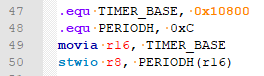 47 .equ TIMER_BASE, 0x10800
48 .equ PERIODH, 0xC
49 movia r16, TIMER_BASE
50 stwio r8, PERIODH(r16)